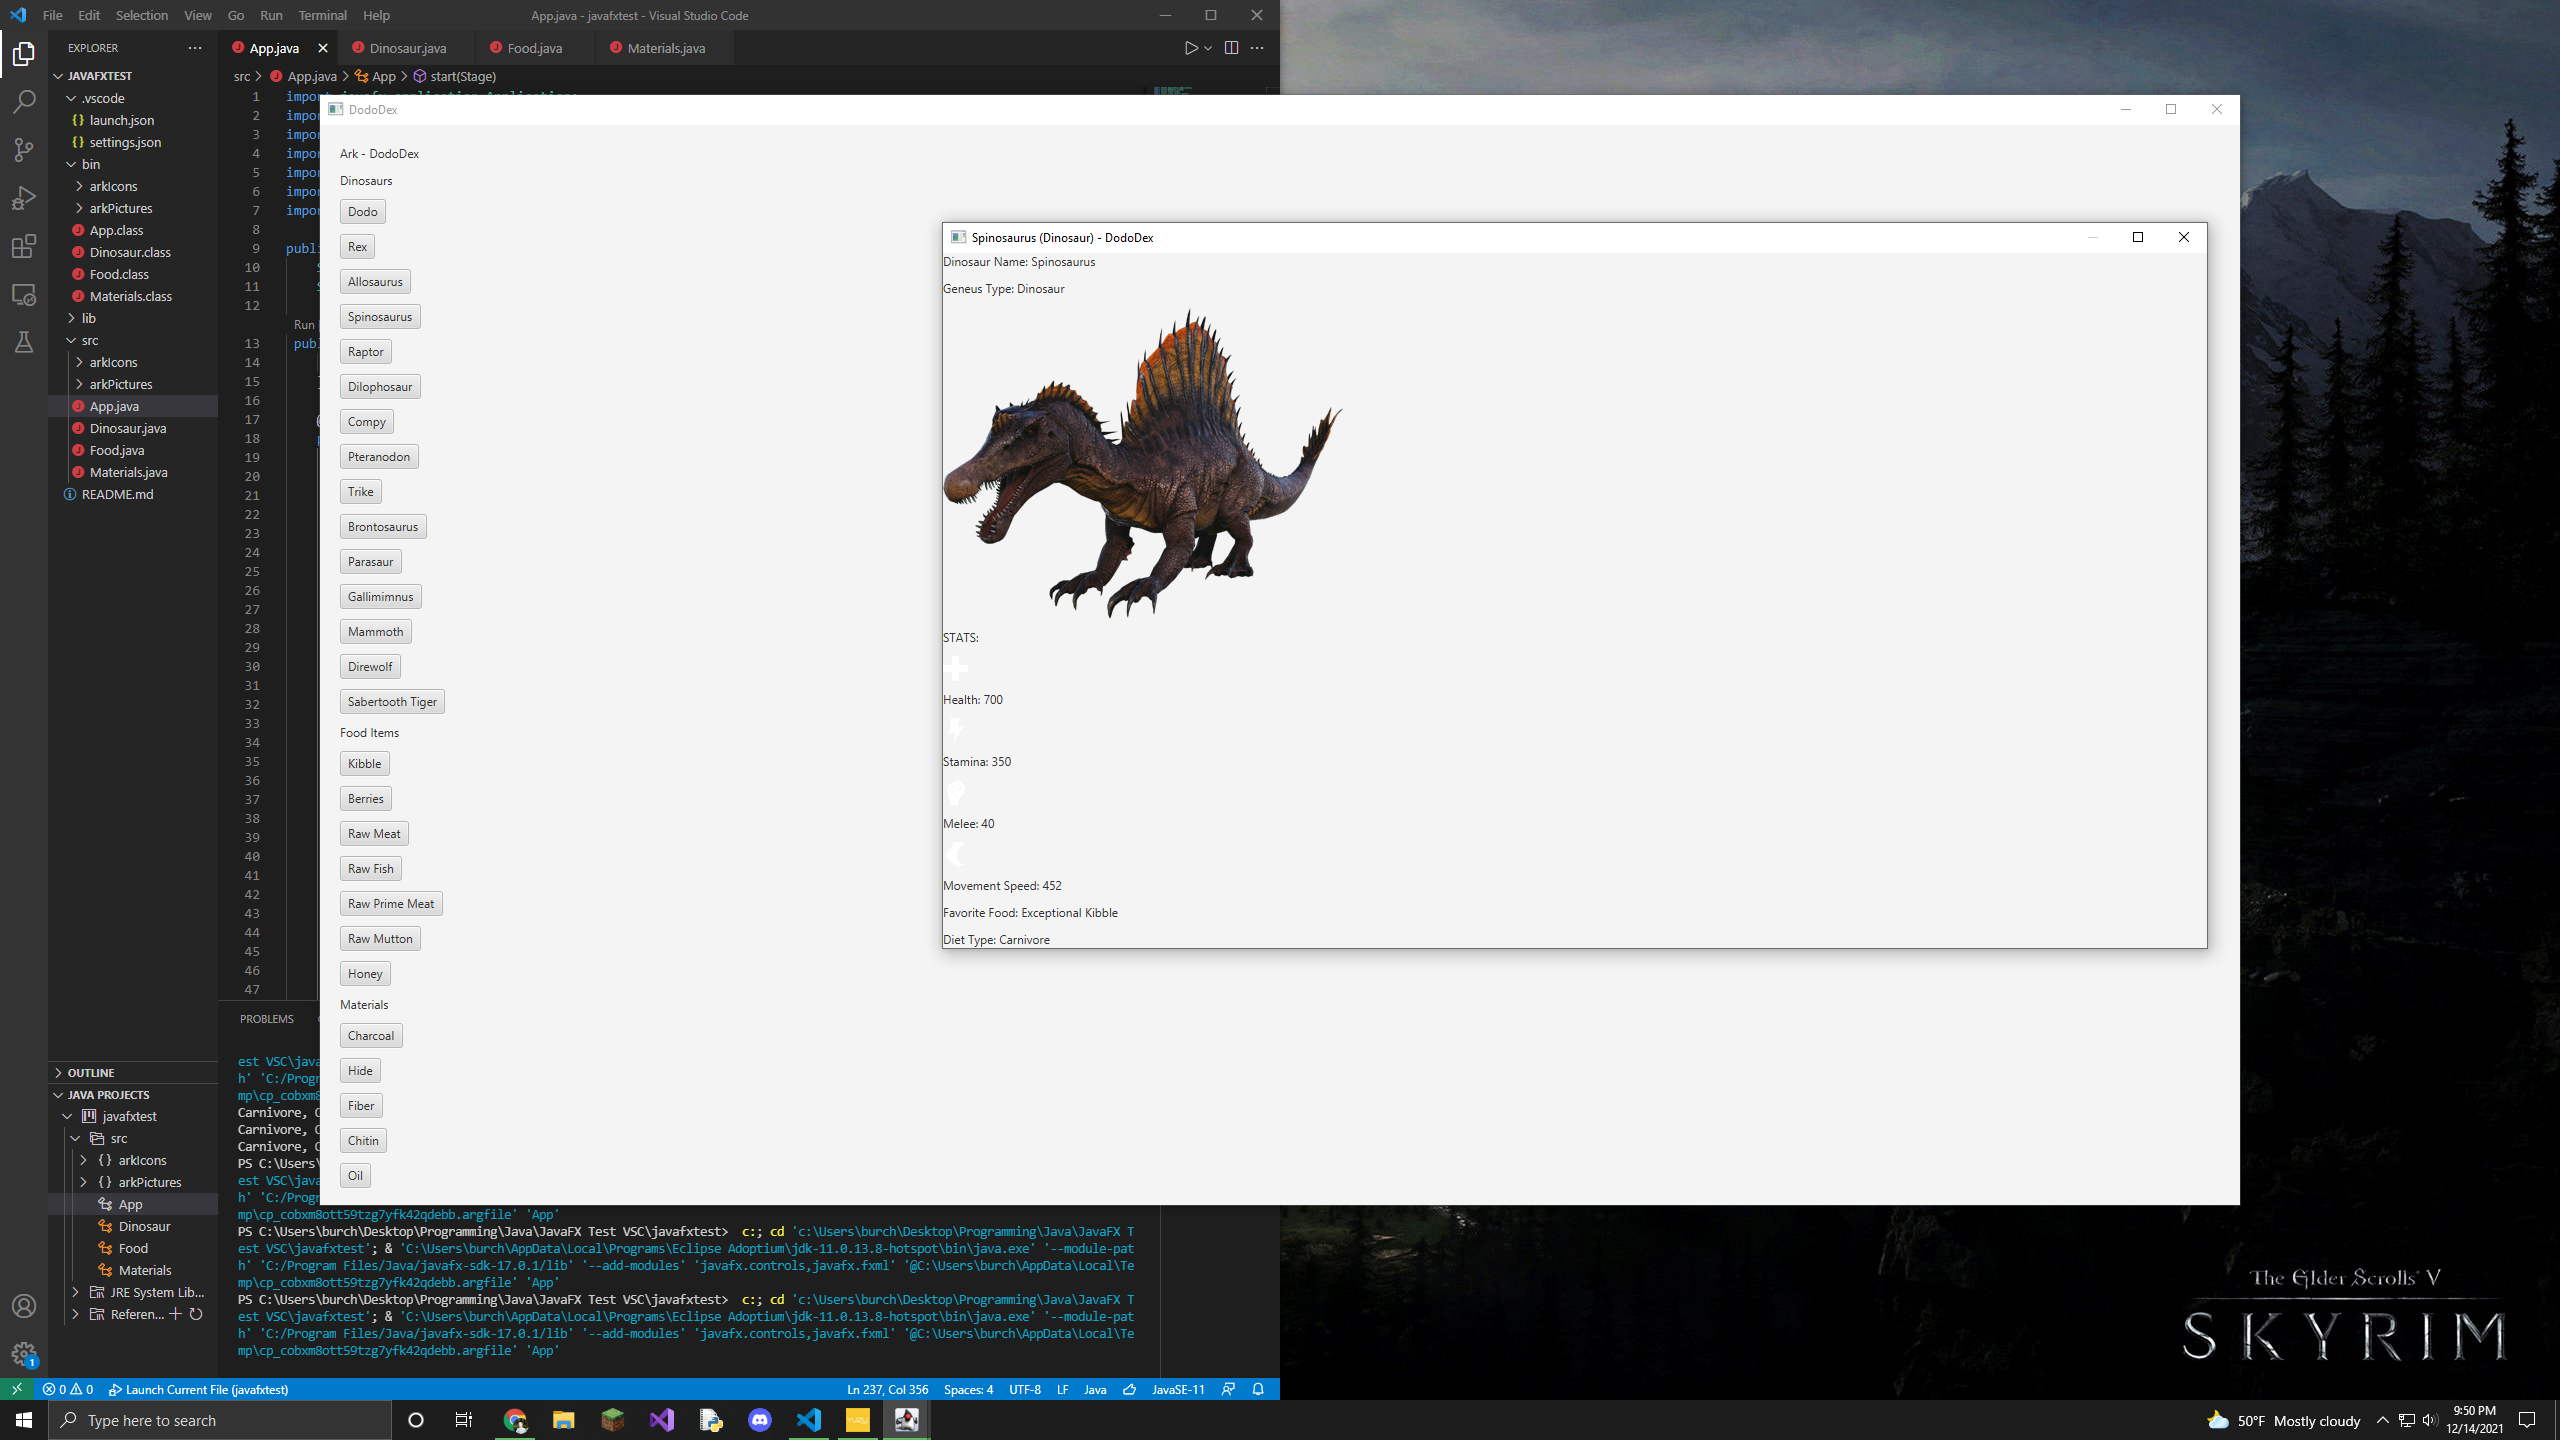 File Edit Selection View Go Run Terminal Help
App.java - javafxtest - Visual Studio Code
EXPLORER
App.java
Dinosaur.java
Food.java
Materials.java
src > App.java > App > start(Stage)
JAVAFXTEST
.vscode
launch.json
settings.json
bin
arkIcons
arkPictures
App.class
Dinosaur.class
Food.class
Materials.class
lib
src
arkIcons
arkPictures
App.java
Dinosaur.java
Food.java
Materials.java
README.md
1
2 impo
3 impo
4 impo
5 impo
6 impo
7 impo
8
9 publi
10
11
12
Run
13 pub
14
15
16
17
18
19
20
21
22
23
24
25
26
27
28
29
30
31
32
33
34
35
36
37
38
39
40
41
42
43
44
45
46
47
DodoDex
Ark - DodoDex
Dinosaurs
Dodo
Rex
Allosaurus
Spinosaurus
Raptor
Dilophosaur
Compy
Pteranodon
Trike
Brontosaurus
Parasaur
Gallimimnus
Mammoth
Direwolf
Sabertooth Tiger
Food Items
Kibble
Berries
Raw Meat
Raw Fish
Raw Prime Meat
Raw Mutton
Honey
Materials
Charcoal
Hide
Fiber
Chitin
Oil
Spinosaurus (Dinosaur) - DodoDex
Dinosaur Name: Spinosaurus
Geneus Type: Dinosaur
STATS:
Health: 700
Stamina: 350
Melee: 40
Movement Speed: 452
Favorite Food: Exceptional Kibble
Diet Type: Carnivore
PROBLEMS
est VSC\java
h' 'C:/Progr
mp\cp_cobxm8
Carnivore, C
Carnivore, C
Carnivore, C
PS C:\Users\
est VSC\java
h' 'C:/Progr
mp\cp_cobxm8ott59tzg7yfk42qdebb.argfile' 'App'
PS C:\Users\burch\Desktop\Programming\Java\JavaFX Test VSC\javafxtest> c:; cd 'c:\Users\burch\Desktop\Programming\Java\JavaFX T
est VSC\javafxtest'; & 'C:\Users\burch\AppData\Local\Programs\Eclipse Adoptium\jdk-11.0.13.8-hotspot\bin\java.exe' '--module-pat
h' 'C:/Program Files/Java/javafx-sdk-17.0.1/lib' '--add-modules' 'javafx.controls,javafx.fxml' '@C:\Users\burch\AppData\Local\Te
mp\cp_cobxm8ott59tzg7yfk42qdebb.argfile' 'App'
PS C:\Users\burch\Desktop\Programming\Java\JavaFX Test VSC\javafxtest> c:; cd 'c:\Users\burch\Desktop\Programming\Java\JavaFX T
est VSC\javafxtest'; & 'C:\Users\burch\AppData\Local\Programs\Eclipse Adoptium\jdk-11.0.13.8-hotspot\bin\java.exe' '--module-pat
h' 'C:/Program Files/Java/javafx-sdk-17.0.1/lib' '--add-modules' 'javafx.controls,javafx.fxml' '@C:\Users\burch\AppData\Local\Te
mp\cp_cobxm8ott59tzg7yfk42qdebb.argfile' 'App'
OUTLINE
JAVA PROJECTS
javafxtest
src
arkIcons
arkPictures
App
Dinosaur
Food
Materials
JRE System Lib...
Referen...
The Elder Scrolls V
SKYRIM
1
0 0 Launch Current File (javafxtest)
Ln 237, Col 356 Spaces: 4 UTF-8 LF Java JavaSE-11
Type here to search
50°F Mostly cloudy
9:50 PM
12/14/2021